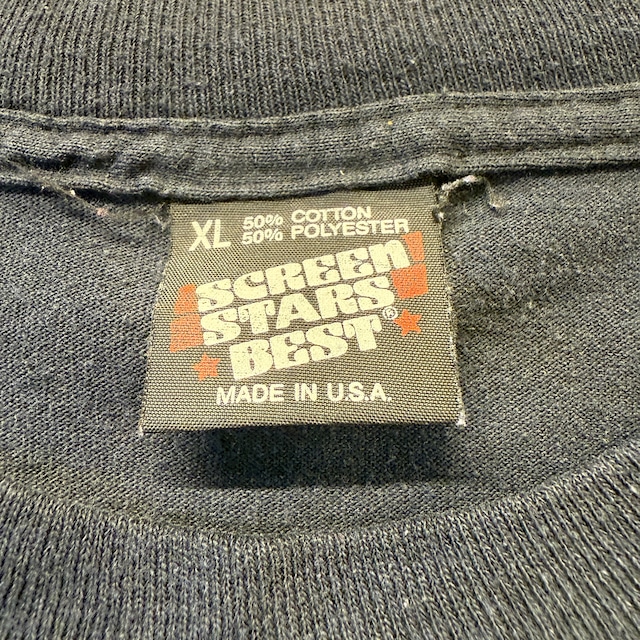 XL 50% COTTON
50% POLYESTER
SCREEN
STARS
BEST®
MADE IN U.S.A.